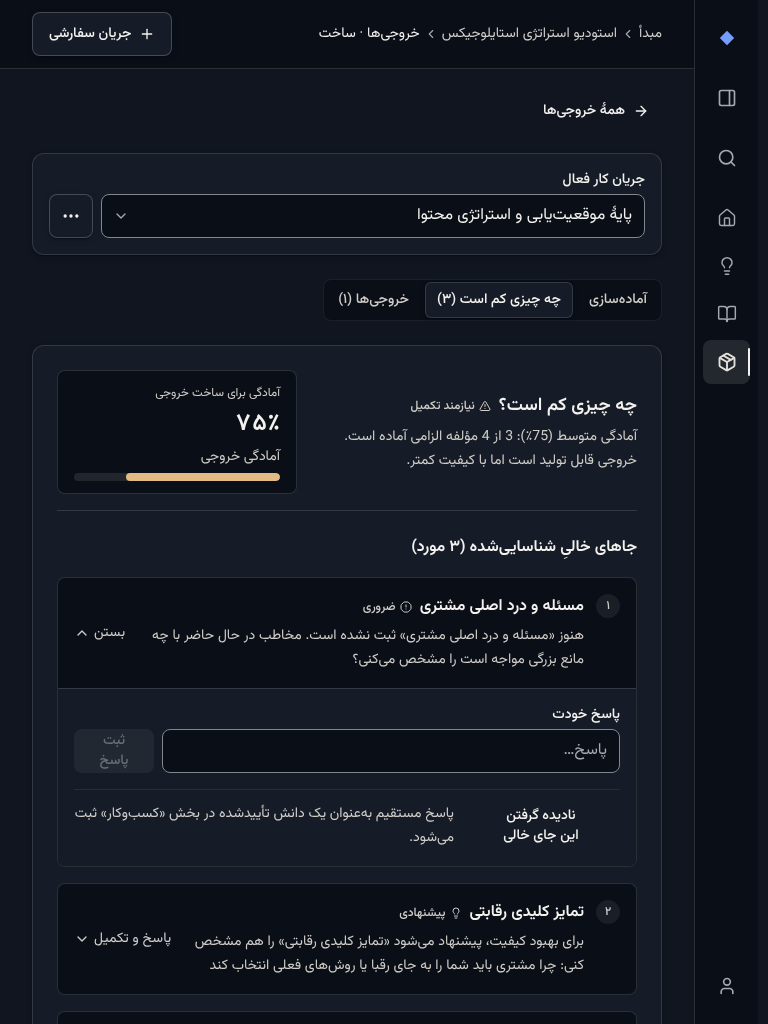 مبدأ › استودیو استراتژی استایلوجیکس › خروجی‌ها · ساخت
+ جریان سفارشی
→ همهٔ خروجی‌ها
جریان کار فعال
پایهٔ موقعیت‌یابی و استراتژی محتوا
آماده‌سازی
چه چیزی کم است (۳)
خروجی‌ها (۱)
چه چیزی کم است؟ نیازمند تکمیل
آمادگی متوسط (75٪): 3 از 4 مؤلفه الزامی آماده است.
خروجی قابل تولید است اما با کیفیت کمتر.
آمادگی برای ساخت خروجی
۷۵٪
آمادگی خروجی
جاهای خالیِ شناسایی‌شده (۳ مورد)
۱
مسئله و درد اصلی مشتری ضروری
هنوز «مسئله و درد اصلی مشتری» ثبت نشده است. مخاطب در حال حاضر با چه
مانع بزرگی مواجه است را مشخص می‌کنی؟
بستن
پاسخ خودت
پاسخ…
ثبت
پاسخ
نادیده گرفتن
این جای خالی
پاسخ مستقیم به‌عنوان یک دانش تأییدشده در بخش «کسب‌وکار» ثبت
می‌شود.
۲
تمایز کلیدی رقابتی پیشنهادی
برای بهبود کیفیت، پیشنهاد می‌شود «تمایز کلیدی رقابتی» را هم مشخص
کنی: چرا مشتری باید شما را به جای رقبا یا روش‌های فعلی انتخاب کند
پاسخ و تکمیل